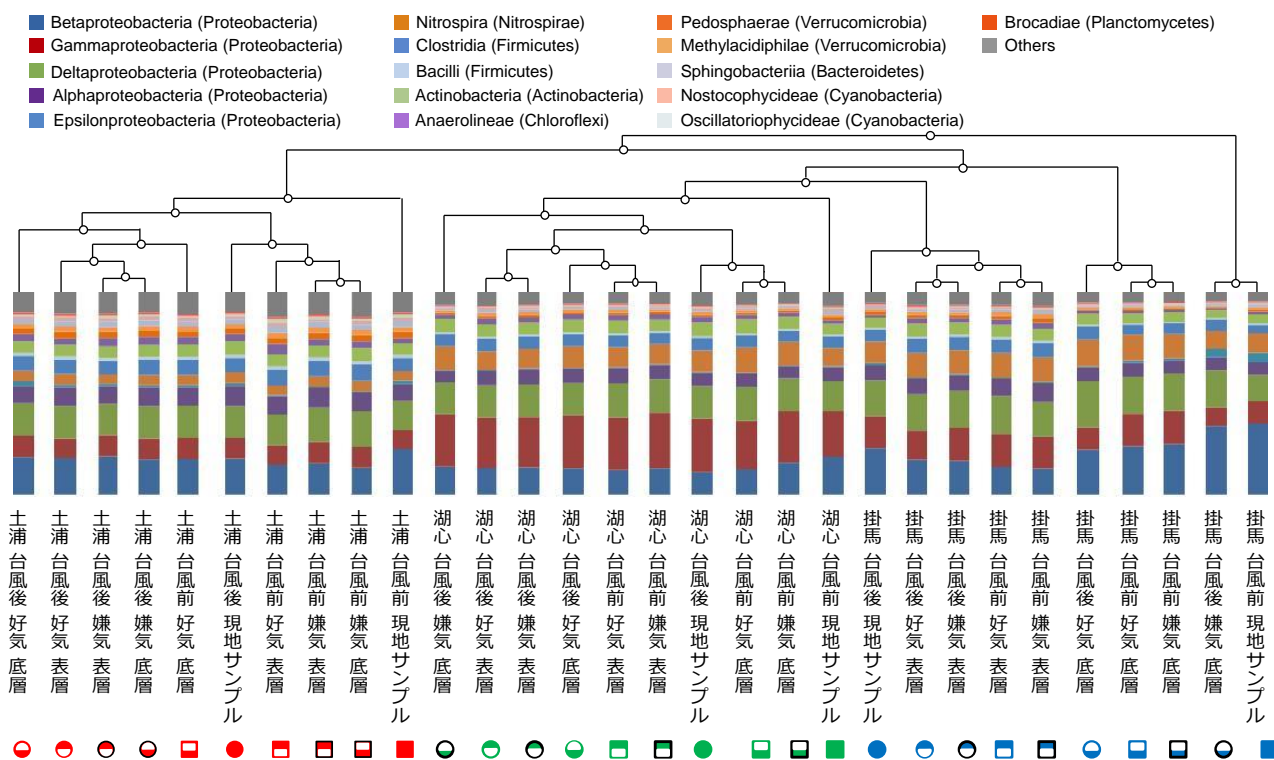 Betaproteobacteria (Proteobacteria)
Gammaproteobacteria (Proteobacteria)
Deltaproteobacteria (Proteobacteria)
Alphaproteobacteria (Proteobacteria)
Epsilonproteobacteria (Proteobacteria)
Nitrospira (Nitrospirae)
Clostridia (Firmicutes)
Bacilli (Firmicutes)
Actinobacteria (Actinobacteria)
Anaerolineae (Chloroflexi)
Pedosphaerae (Verrucomicrobia)
Methylacidiphilae (Verrucomicrobia)
Sphingobacteriia (Bacteroidetes)
Nostocophycideae (Cyanobacteria)
Oscillatoriophycideae (Cyanobacteria)
Brocadiae (Planctomycetes)
Others
土浦 台風後 好気 底層
土浦 台風後 好気 表層
土浦 台風後 嫌気 表層
土浦 台風後 嫌気 底層
土浦 台風前 好気 底層
土浦 台風後 現地サンプル
土浦 台風前 好気 表層
土浦 台風前 嫌気 表層
土浦 台風前 嫌気 底層
土浦 台風前 現地サンプル
湖心 台風後 嫌気 底層
湖心 台風後 好気 表層
湖心 台風後 嫌気 表層
湖心 台風後 好気 底層
湖心 台風前 好気 表層
湖心 台風前 嫌気 表層
湖心 台風後 現地サンプル
湖心 台風前 好気 底層
湖心 台風前 嫌気 底層
湖心 台風前 現地サンプル
掛馬 台風後 現地サンプル
掛馬 台風後 好気 表層
掛馬 台風後 嫌気 表層
掛馬 台風前 好気 表層
掛馬 台風前 嫌気 表層
掛馬 台風後 好気 底層
掛馬 台風前 好気 底層
掛馬 台風前 嫌気 底層
掛馬 台風後 嫌気 底層
掛馬 台風前 現地サンプル